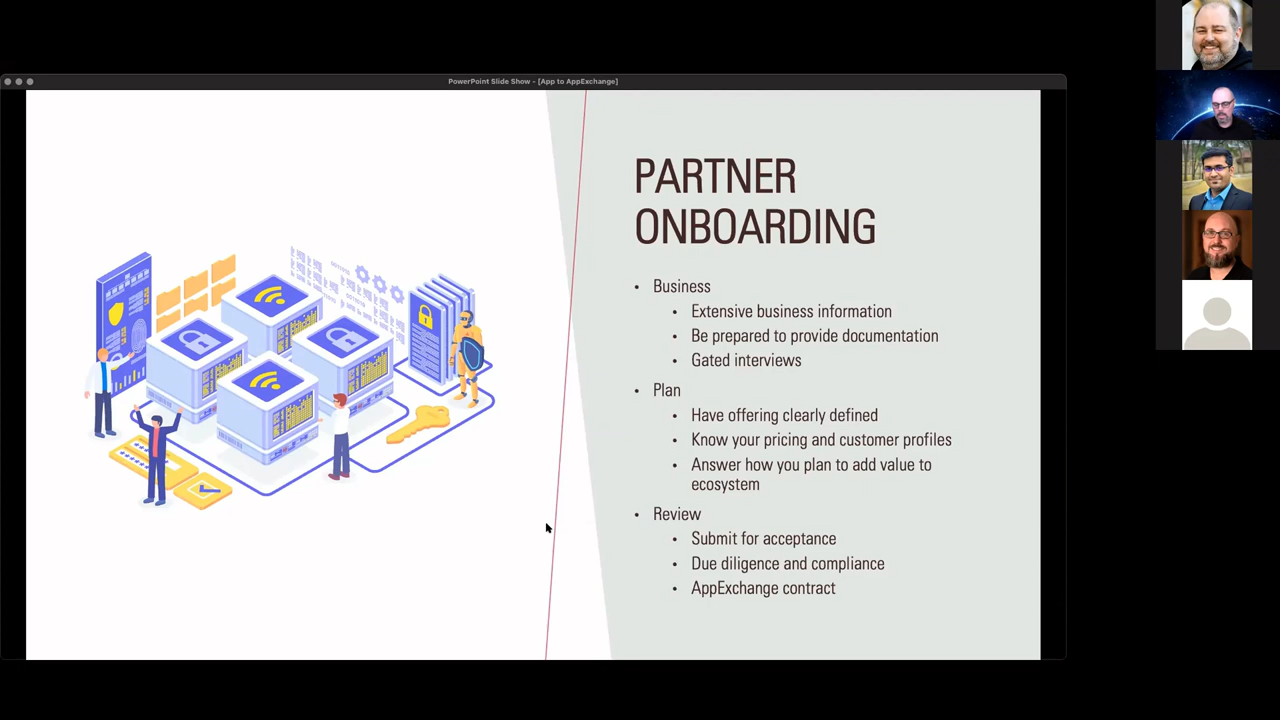 PowerPoint Slide Show - [App to AppExchange]
PARTNER
ONBOARDING
• Business
• Extensive business information
• Be prepared to provide documentation
• Gated interviews
• Plan
• Have offering clearly defined
• Know your pricing and customer profiles
• Answer how you plan to add value to
ecosystem
• Review
• Submit for acceptance
• Due diligence and compliance
• AppExchange contract